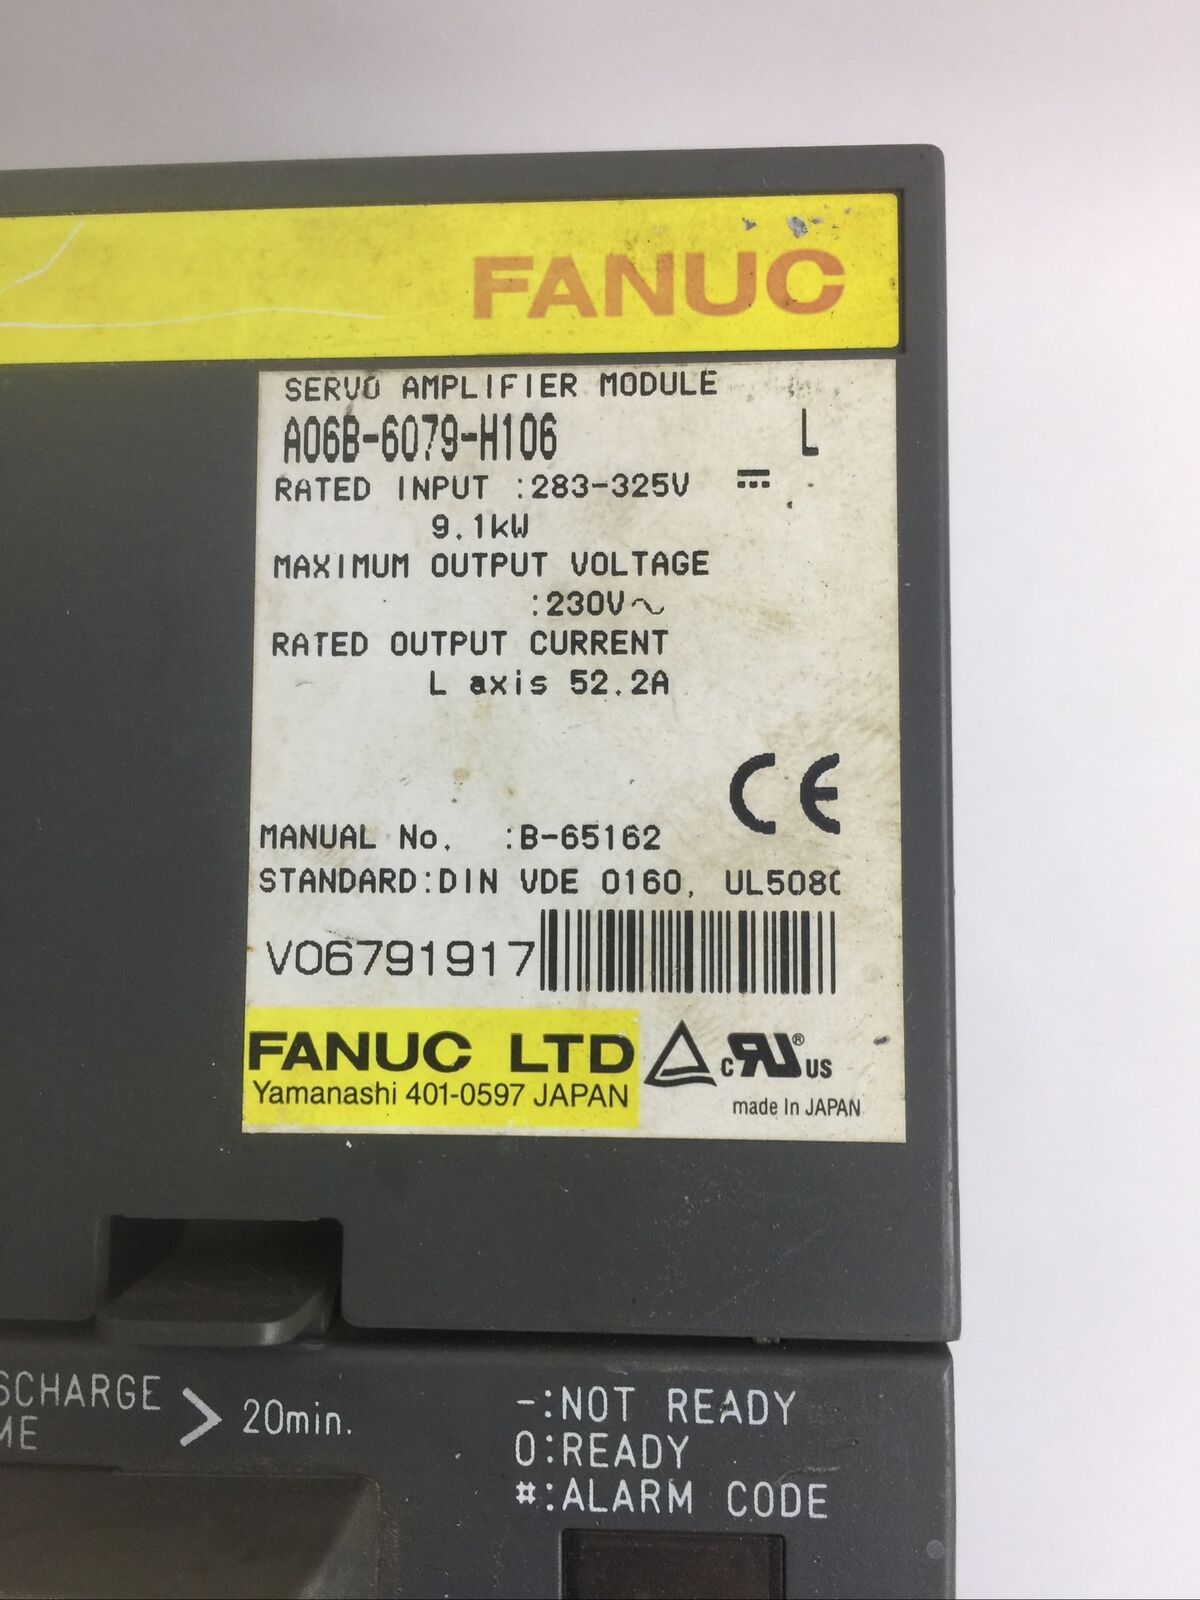 FANUC
SERVO AMPLIFIER MODULE
A06B-6079-H106 L
RATED INPUT :283-325V ⎓
9.1kW
MAXIMUM OUTPUT VOLTAGE
:230V～
RATED OUTPUT CURRENT
L axis 52.2A
CE
MANUAL No. :B-65162
STANDARD:DIN VDE 0160, UL508C
V06791917
FANUC LTD
Yamanashi 401-0597 JAPAN
c RU ® US
made In JAPAN
SCHARGE
ME
> 20min.
-:NOT READY
0:READY
#:ALARM CODE